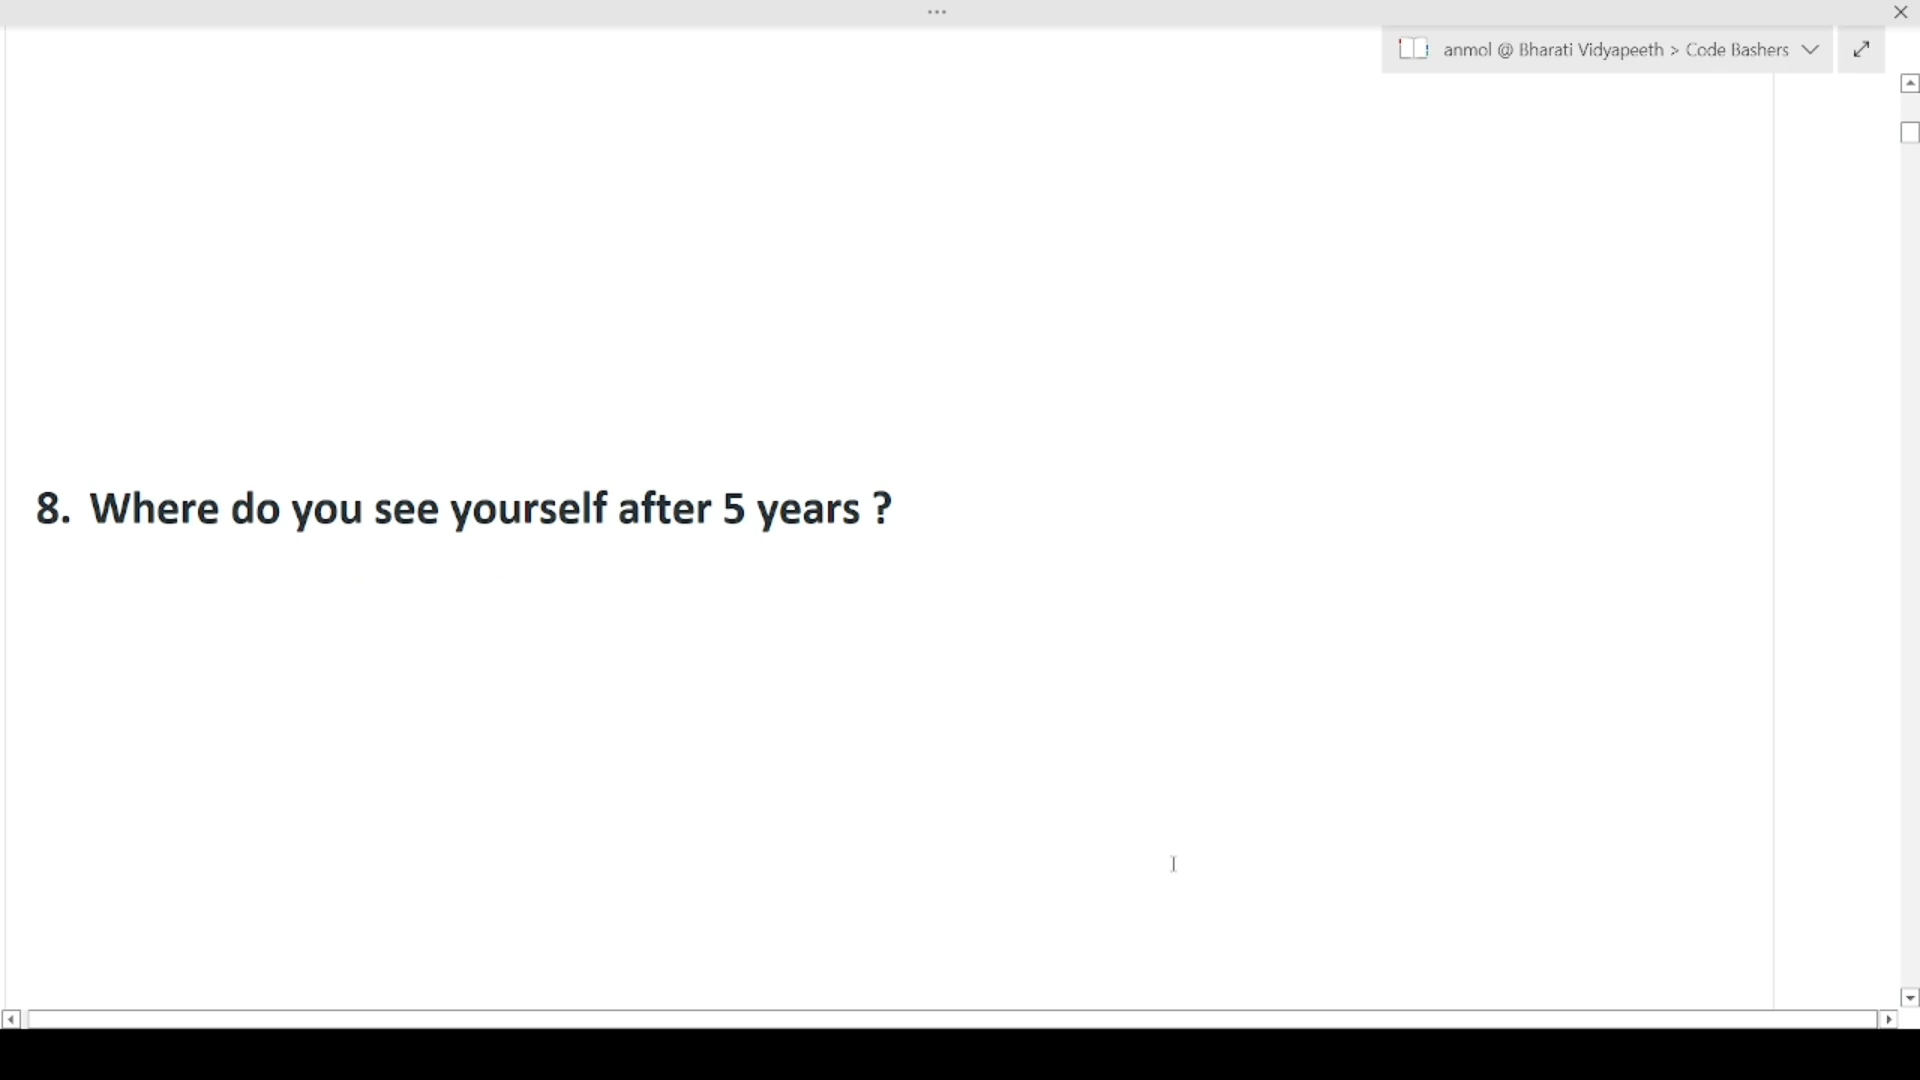 anmol @ Bharati Vidyapeeth > Code Bashers
8. Where do you see yourself after 5 years ?